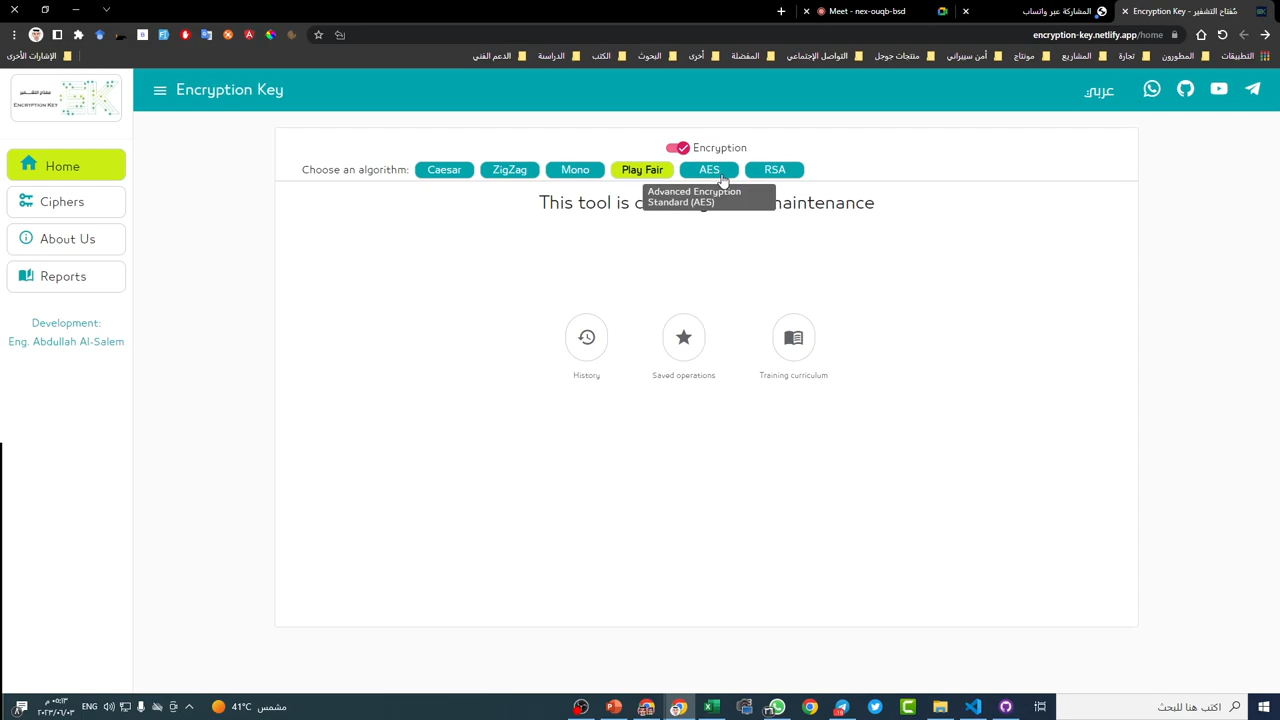 Meet - nex-ouqb-bsd
المشاركة عبر واتساب
مفتاح التشفير - Encryption Key
encryption-key.netlify.app/home
التطبيقات
المطورون
تجارة
المشاريع
مونتاج
أمن سيبراني
منتجات جوجل
التواصل الإجتماعي
المفضلة
أخرى
البحوث
الكتب
الدراسة
الدعم الفني
الإشارات الأخرى
مفتاح التشفير
ENCRYPTION KEY
Encryption Key
عربي
Home
Ciphers
About Us
Reports
Development:
Eng. Abdullah Al-Salem
Encryption
Choose an algorithm: Caesar ZigZag Mono Play Fair AES RSA
Advanced Encryption
Standard (AES)
This tool is maintenance
History
Saved operations
Training curriculum
ENG
41°C مشمس
اكتب هنا للبحث